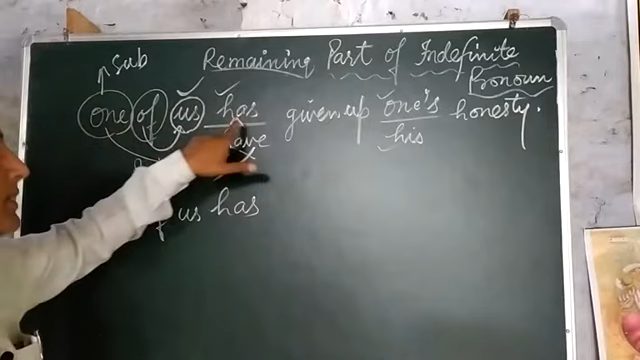 Remaining Part of Indefinite
Pronoun
Sub
one of us has given up one's honesty.
have his
us has